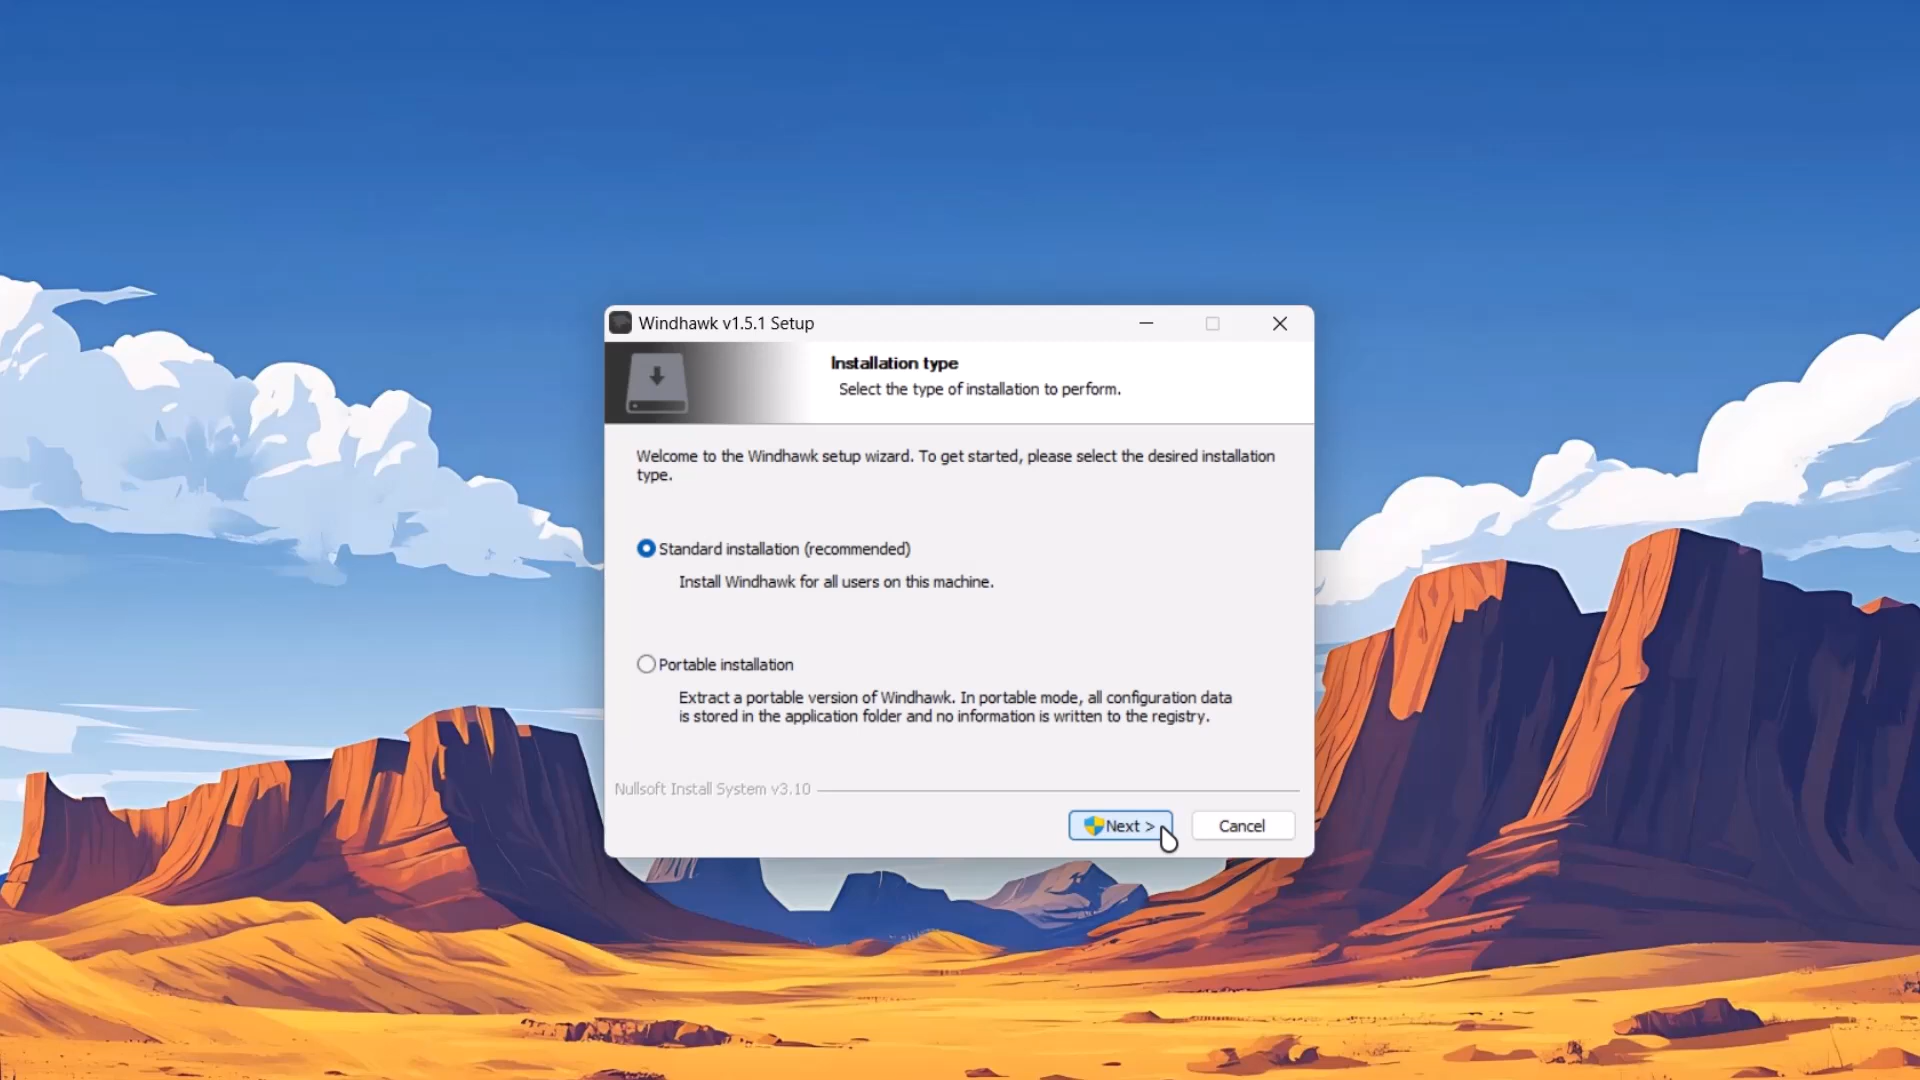 Windhawk v1.5.1 Setup
Installation type
Select the type of installation to perform.
Welcome to the Windhawk setup wizard. To get started, please select the desired installation
type.
Standard installation (recommended)
Install Windhawk for all users on this machine.
Portable installation
Extract a portable version of Windhawk. In portable mode, all configuration data
is stored in the application folder and no information is written to the registry.
Nullsoft Install System v3.10
Next >
Cancel